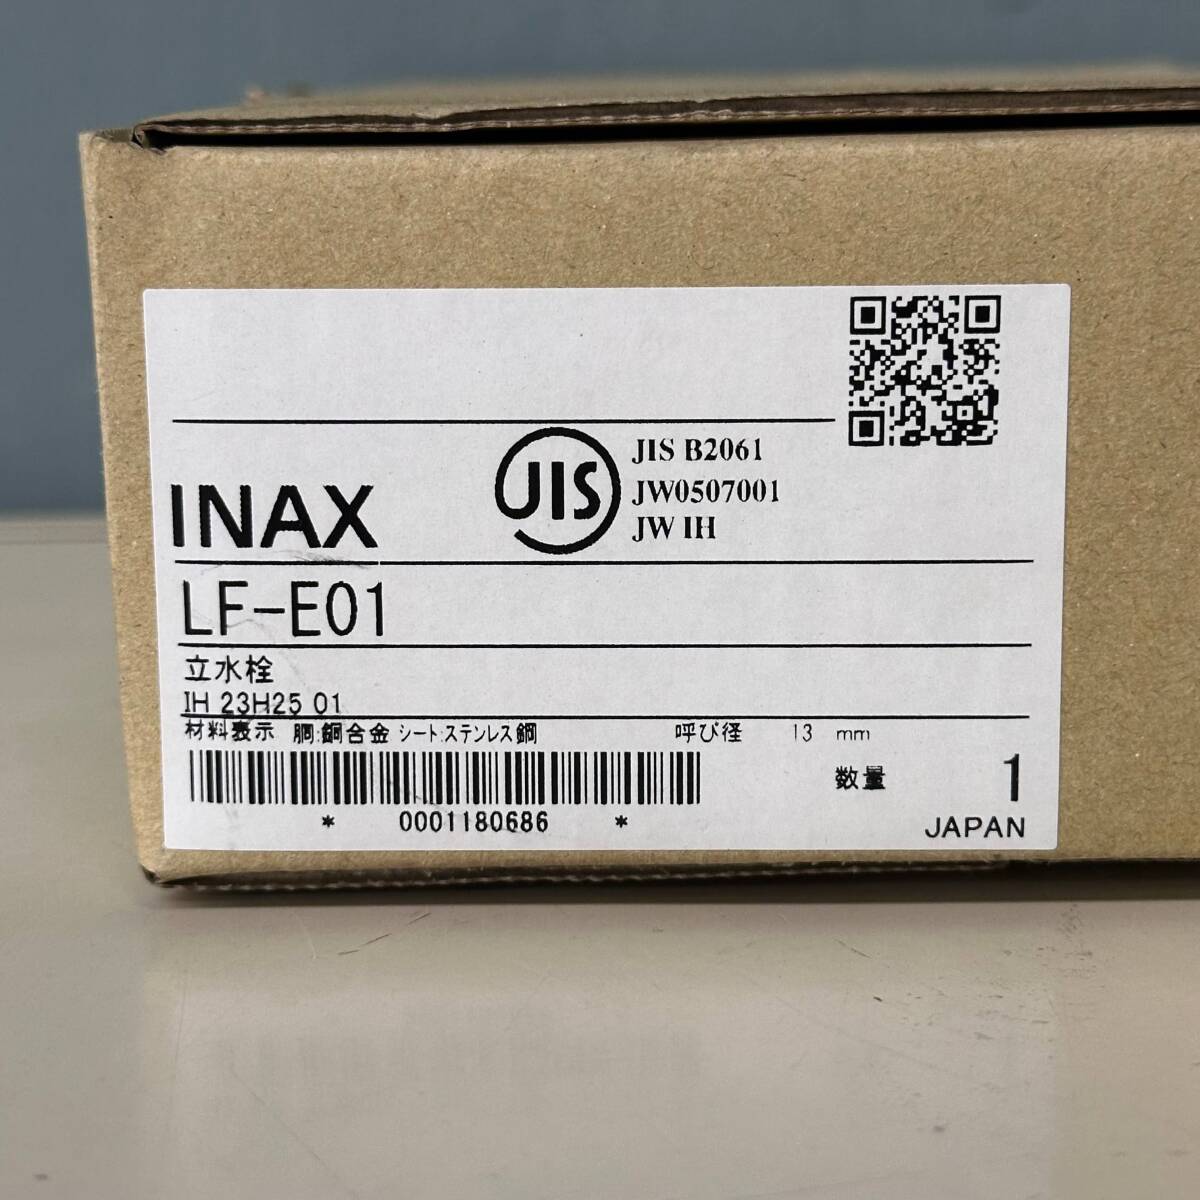 JIS
JIS B2061
JW0507001
JW IH
INAX
LF-E01
立水栓
IH 23H25 01
材料表示 胴:銅合金 シート:ステンレス鋼 呼び径 13 mm
数量 1
* 0001180686 *
JAPAN